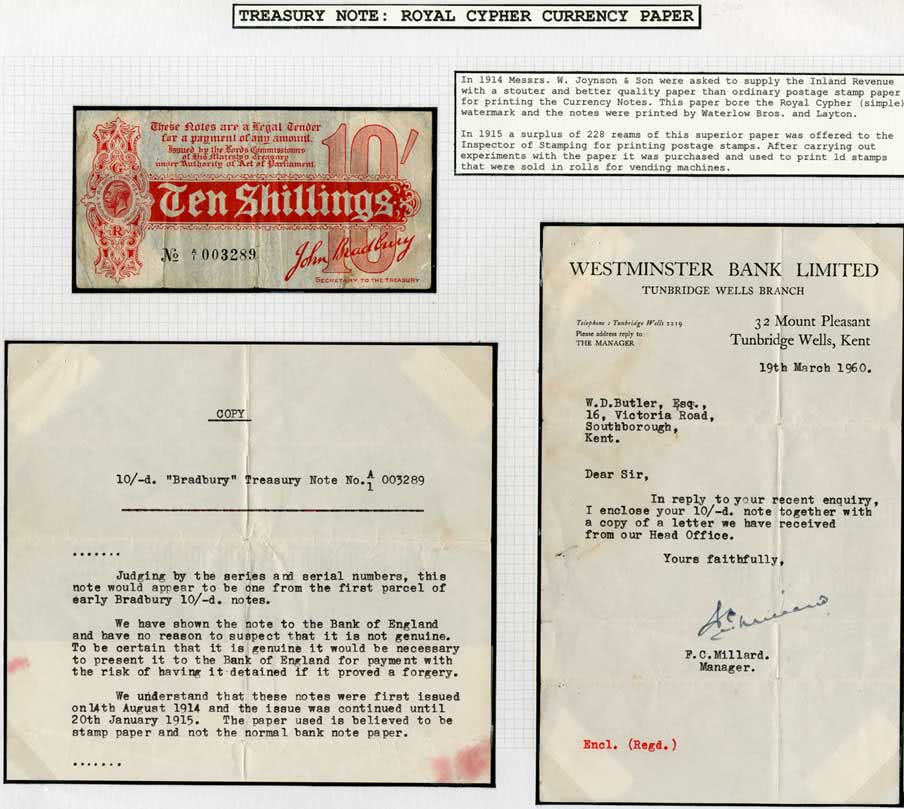 TREASURY NOTE: ROYAL CYPHER CURRENCY PAPER
In 1914 Messrs. W. Joynson & Son were asked to supply the Inland Revenue
with a stouter and better quality paper than ordinary postage stamp paper
for printing the Currency Notes. This paper bore the Royal Cypher (simple)
watermark and the notes were printed by Waterlow Bros. and Layton.
In 1915 a surplus of 228 reams of this superior paper was offered to the
Inspector of Stamping for printing postage stamps. After carrying out
experiments with the paper it was purchased and used to print 1d stamps
that were sold in rolls for vending machines.
These Notes are a Legal Tender
for a payment of any amount.
Issued by the Lords Commissioners
of His Majesty's Treasury
under Authority of Act of Parliament.
10/
G
Ten Shillings
R
No A/1 003289
John Bradbury
10
SECRETARY TO THE TREASURY
COPY
10/-d. "Bradbury" Treasury Note No. A/1 003289
.......
Judging by the series and serial numbers, this
note would appear to be one from the first parcel of
early Bradbury 10/-d. notes.
We have shown the note to the Bank of England
and have no reason to suspect that it is not genuine.
To be certain that it is genuine it would be necessary
to present it to the Bank of England for payment with
the risk of having it detained if it proved a forgery.
We understand that these notes were first issued
on 14th August 1914 and the issue was continued until
20th January 1915. The paper used is believed to be
stamp paper and not the normal bank note paper.
.......
WESTMINSTER BANK LIMITED
TUNBRIDGE WELLS BRANCH
Telephone: Tunbridge Wells 2219
Please address reply to
THE MANAGER
32 Mount Pleasant
Tunbridge Wells, Kent
19th March 1960.
W.D.Butler, Esq.,
16, Victoria Road,
Southborough,
Kent.
Dear Sir,
In reply to your recent enquiry,
I enclose your 10/-d. note together with
a copy of a letter we have received
from our Head Office.
Yours faithfully,
F.C.Millard.
Manager.
Encl. (Regd.)